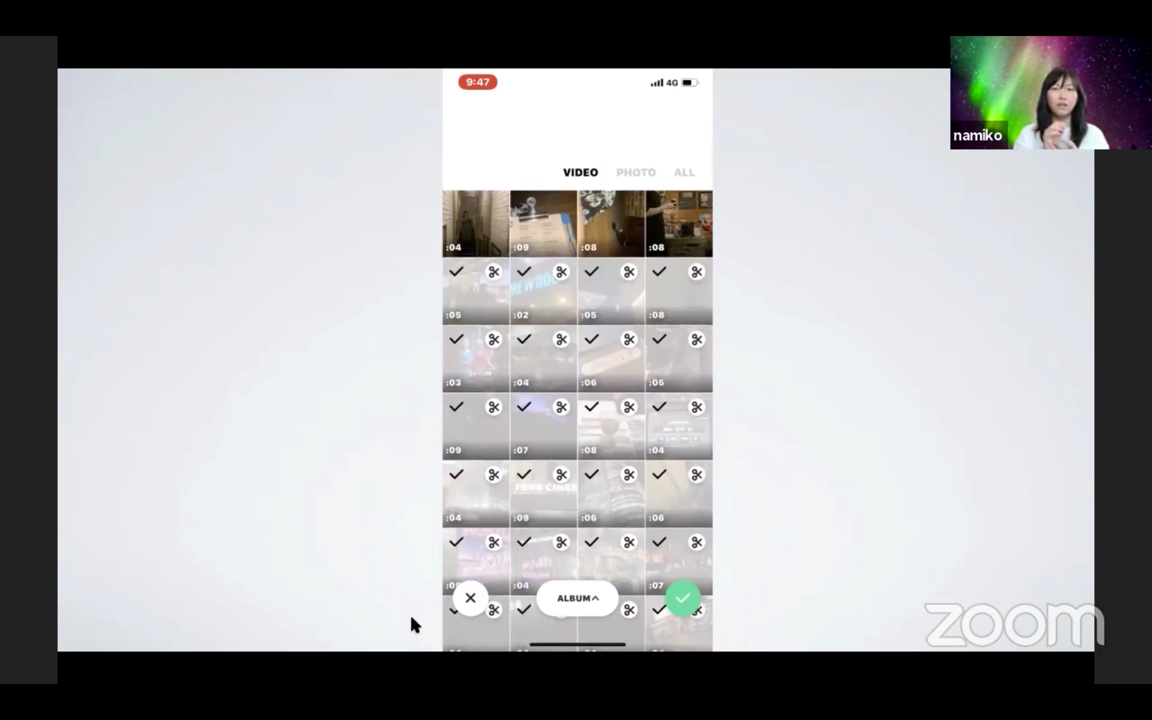 9:47
4G
namiko
VIDEO PHOTO ALL
:04 :09 :08 :08
:05 :02 :05 :08
:03 :04 :06 :05
:09 :07 :08 :04
:04 :09 :06 :06
:04 :07
ALBUM^
zoom